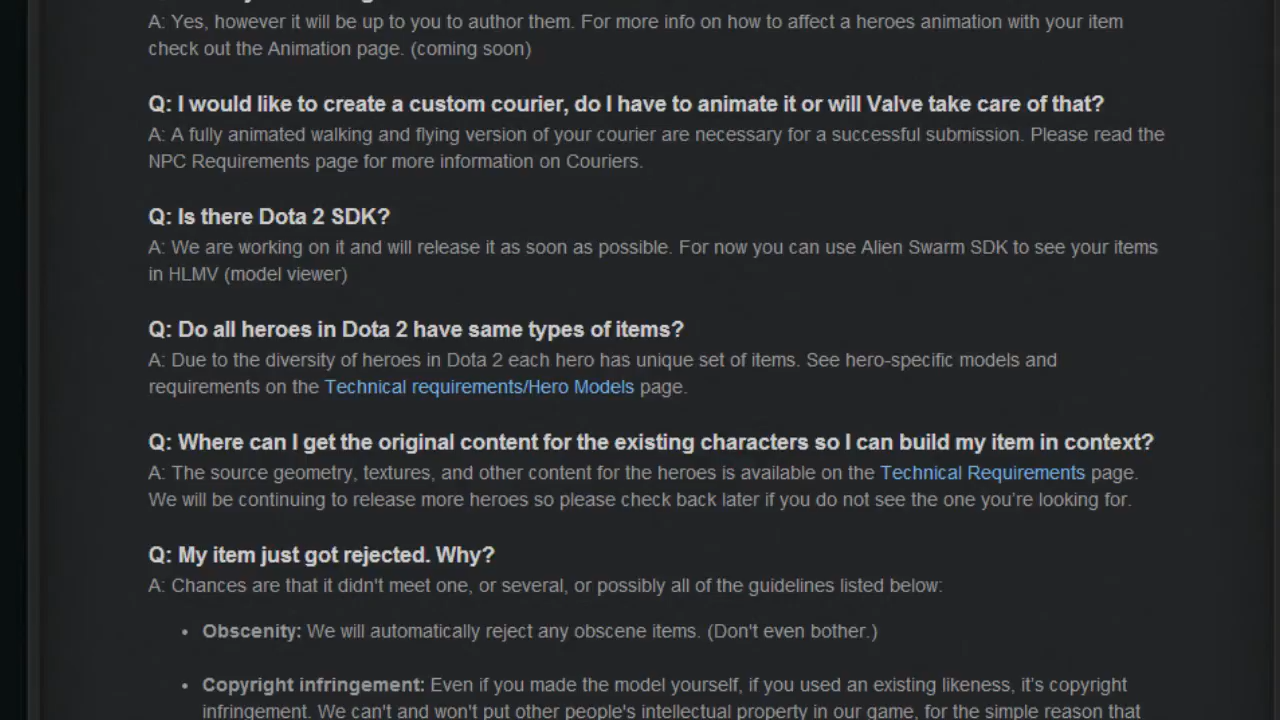 A: Yes, however it will be up to you to author them. For more info on how to affect a heroes animation with your item
check out the Animation page. (coming soon)
Q: I would like to create a custom courier, do I have to animate it or will Valve take care of that?
A: A fully animated walking and flying version of your courier are necessary for a successful submission. Please read the
NPC Requirements page for more information on Couriers.
Q: Is there Dota 2 SDK?
A: We are working on it and will release it as soon as possible. For now you can use Alien Swarm SDK to see your items
in HLMV (model viewer)
Q: Do all heroes in Dota 2 have same types of items?
A: Due to the diversity of heroes in Dota 2 each hero has unique set of items. See hero-specific models and
requirements on the Technical requirements/Hero Models page.
Q: Where can I get the original content for the existing characters so I can build my item in context?
A: The source geometry, textures, and other content for the heroes is available on the Technical Requirements page.
We will be continuing to release more heroes so please check back later if you do not see the one you're looking for.
Q: My item just got rejected. Why?
A: Chances are that it didn't meet one, or several, or possibly all of the guidelines listed below:
• Obscenity: We will automatically reject any obscene items. (Don't even bother.)
• Copyright infringement: Even if you made the model yourself, if you used an existing likeness, it's copyright
infringement. We can't and won't put other people's intellectual property in our game, for the simple reason that